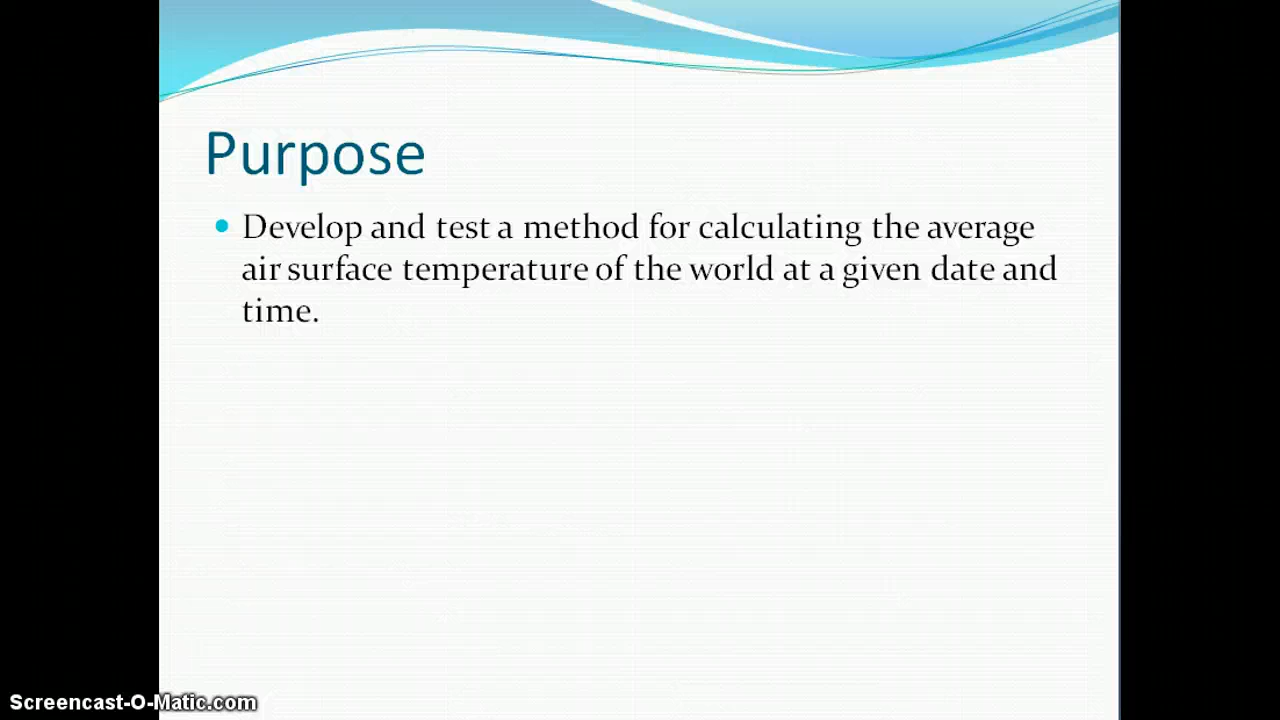 Purpose
Develop and test a method for calculating the average
air surface temperature of the world at a given date and
time.
Screencast-O-Matic.com